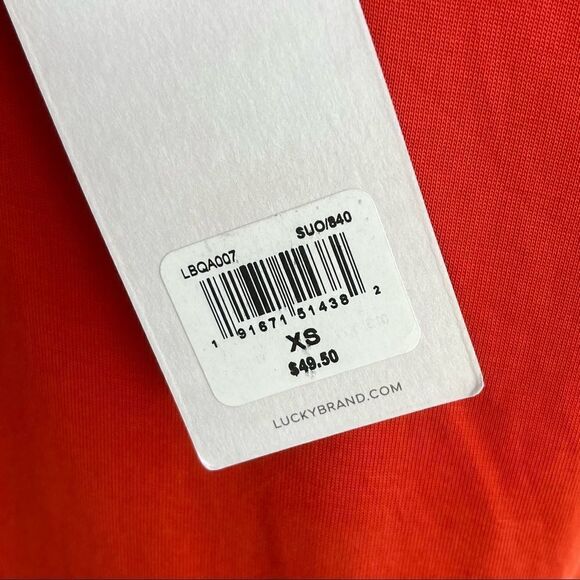 LBQA007 SUO/840
1 91671 51438 2
XS
$49.50
LUCKYBRAND.COM